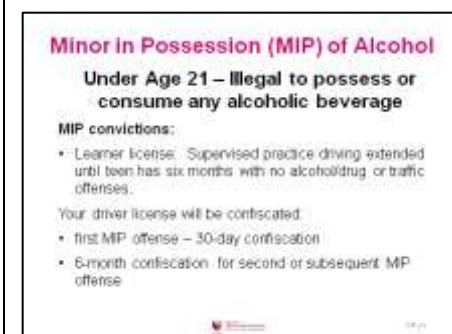 Minor in Possession (MIP) of Alcohol
Under Age 21 – Illegal to possess or
consume any alcoholic beverage
MIP convictions:
• Learner license: Supervised practice driving extended
until teen has six months with no alcohol/drug or traffic
offenses.
Your driver license will be confiscated:
• first MIP offense – 30-day confiscation
• 6-month confiscation for second or subsequent MIP
offense